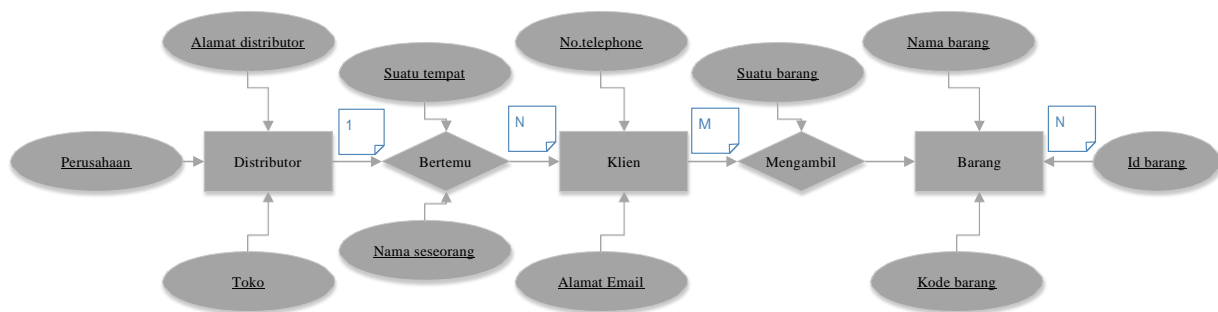 Alamat distributor
No.telephone
Nama barang
Suatu tempat
Suatu barang
1
N
M
N
Perusahaan
Distributor
Bertemu
Klien
Mengambil
Barang
Id barang
Nama seseorang
Toko
Alamat Email
Kode barang